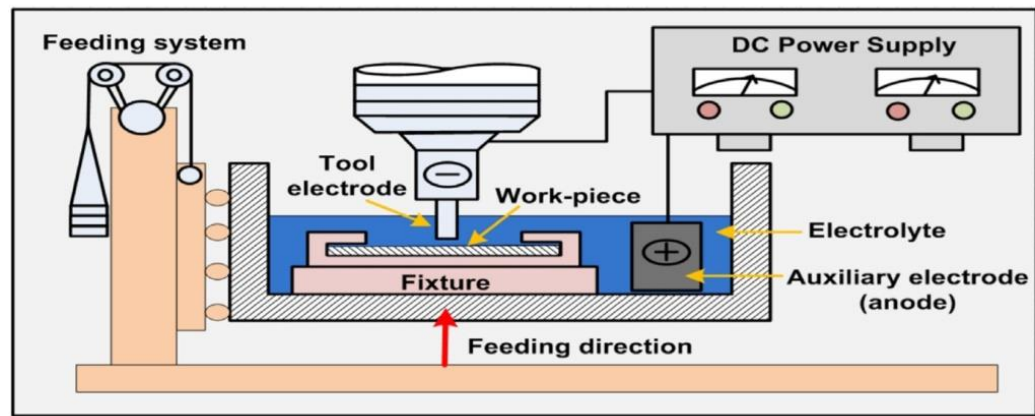 Feeding system
DC Power Supply
Tool
electrode
Work-piece
Electrolyte
Fixture
Auxiliary electrode
(anode)
Feeding direction